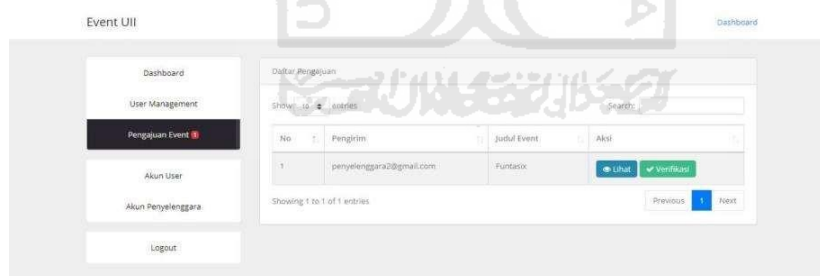 Event UII
Dashboard
Dashboard
User Management
Pengajuan Event 1
Akun User
Akun Penyelenggara
Logout
Daftar Pengajuan
Show 10 entries
Search:
No Pengirim Judul Event Aksi
1 penyelenggara2@gmail.com Funtasix Lihat Verifikasi
Showing 1 to 1 of 1 entries
Previous 1 Next